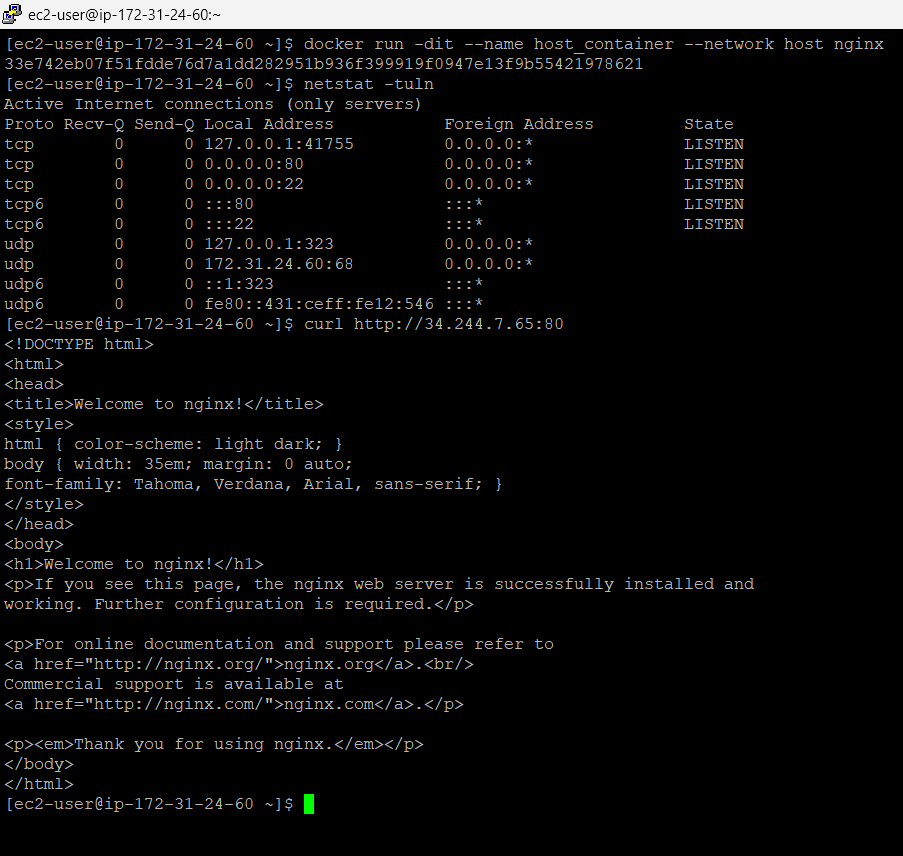 ec2-user@ip-172-31-24-60:~
[ec2-user@ip-172-31-24-60 ~]$ docker run -dit --name host_container --network host nginx
33e742eb07f51fdde76d7a1dd282951b936f399919f0947e13f9b55421978621
[ec2-user@ip-172-31-24-60 ~]$ netstat -tuln
Active Internet connections (only servers)
Proto Recv-Q Send-Q Local Address           Foreign Address         State
tcp        0      0 127.0.0.1:41755         0.0.0.0:*               LISTEN
tcp        0      0 0.0.0.0:80              0.0.0.0:*               LISTEN
tcp        0      0 0.0.0.0:22              0.0.0.0:*               LISTEN
tcp6       0      0 :::80                   :::*                    LISTEN
tcp6       0      0 :::22                   :::*                    LISTEN
udp        0      0 127.0.0.1:323           0.0.0.0:*
udp        0      0 172.31.24.60:68         0.0.0.0:*
udp6       0      0 ::1:323                 :::*
udp6       0      0 fe80::431:ceff:fe12:546 :::*
[ec2-user@ip-172-31-24-60 ~]$ curl http://34.244.7.65:80
<!DOCTYPE html>
<html>
<head>
<title>Welcome to nginx!</title>
<style>
html { color-scheme: light dark; }
body { width: 35em; margin: 0 auto;
font-family: Tahoma, Verdana, Arial, sans-serif; }
</style>
</head>
<body>
<h1>Welcome to nginx!</h1>
<p>If you see this page, the nginx web server is successfully installed and
working. Further configuration is required.</p>

<p>For online documentation and support please refer to
<a href="http://nginx.org/">nginx.org</a>.<br/>
Commercial support is available at
<a href="http://nginx.com/">nginx.com</a>.</p>

<p><em>Thank you for using nginx.</em></p>
</body>
</html>
[ec2-user@ip-172-31-24-60 ~]$